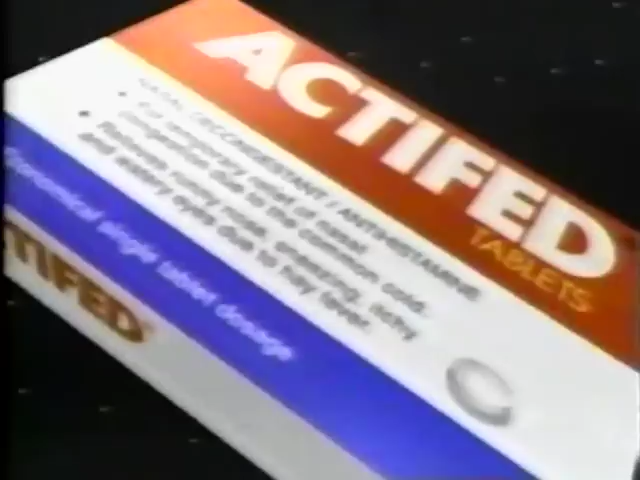 ACTIFED
TABLETS
NASAL DECONGESTANT / ANTIHISTAMINE
• For temporary relief of nasal
congestion due to the common cold.
• Relieves runny nose, sneezing, itchy
and watery eyes due to hay fever.
Economical single tablet dosage
TIFED